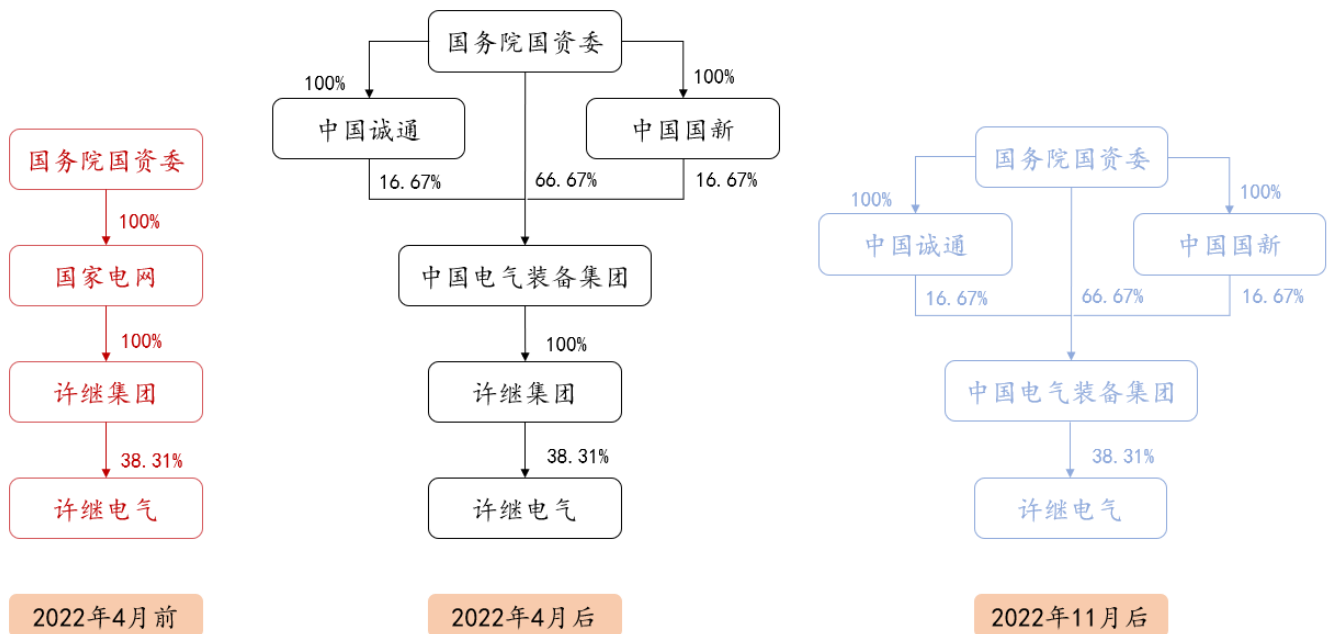 国务院国资委
100%
国家电网
100%
许继集团
38.31%
许继电气
2022年4月前
国务院国资委
100%
100%
中国诚通
中国国新
16.67%
66.67%
16.67%
中国电气装备集团
100%
许继集团
38.31%
许继电气
2022年4月后
国务院国资委
100%
100%
中国诚通
中国国新
16.67%
66.67%
16.67%
中国电气装备集团
38.31%
许继电气
2022年11月后